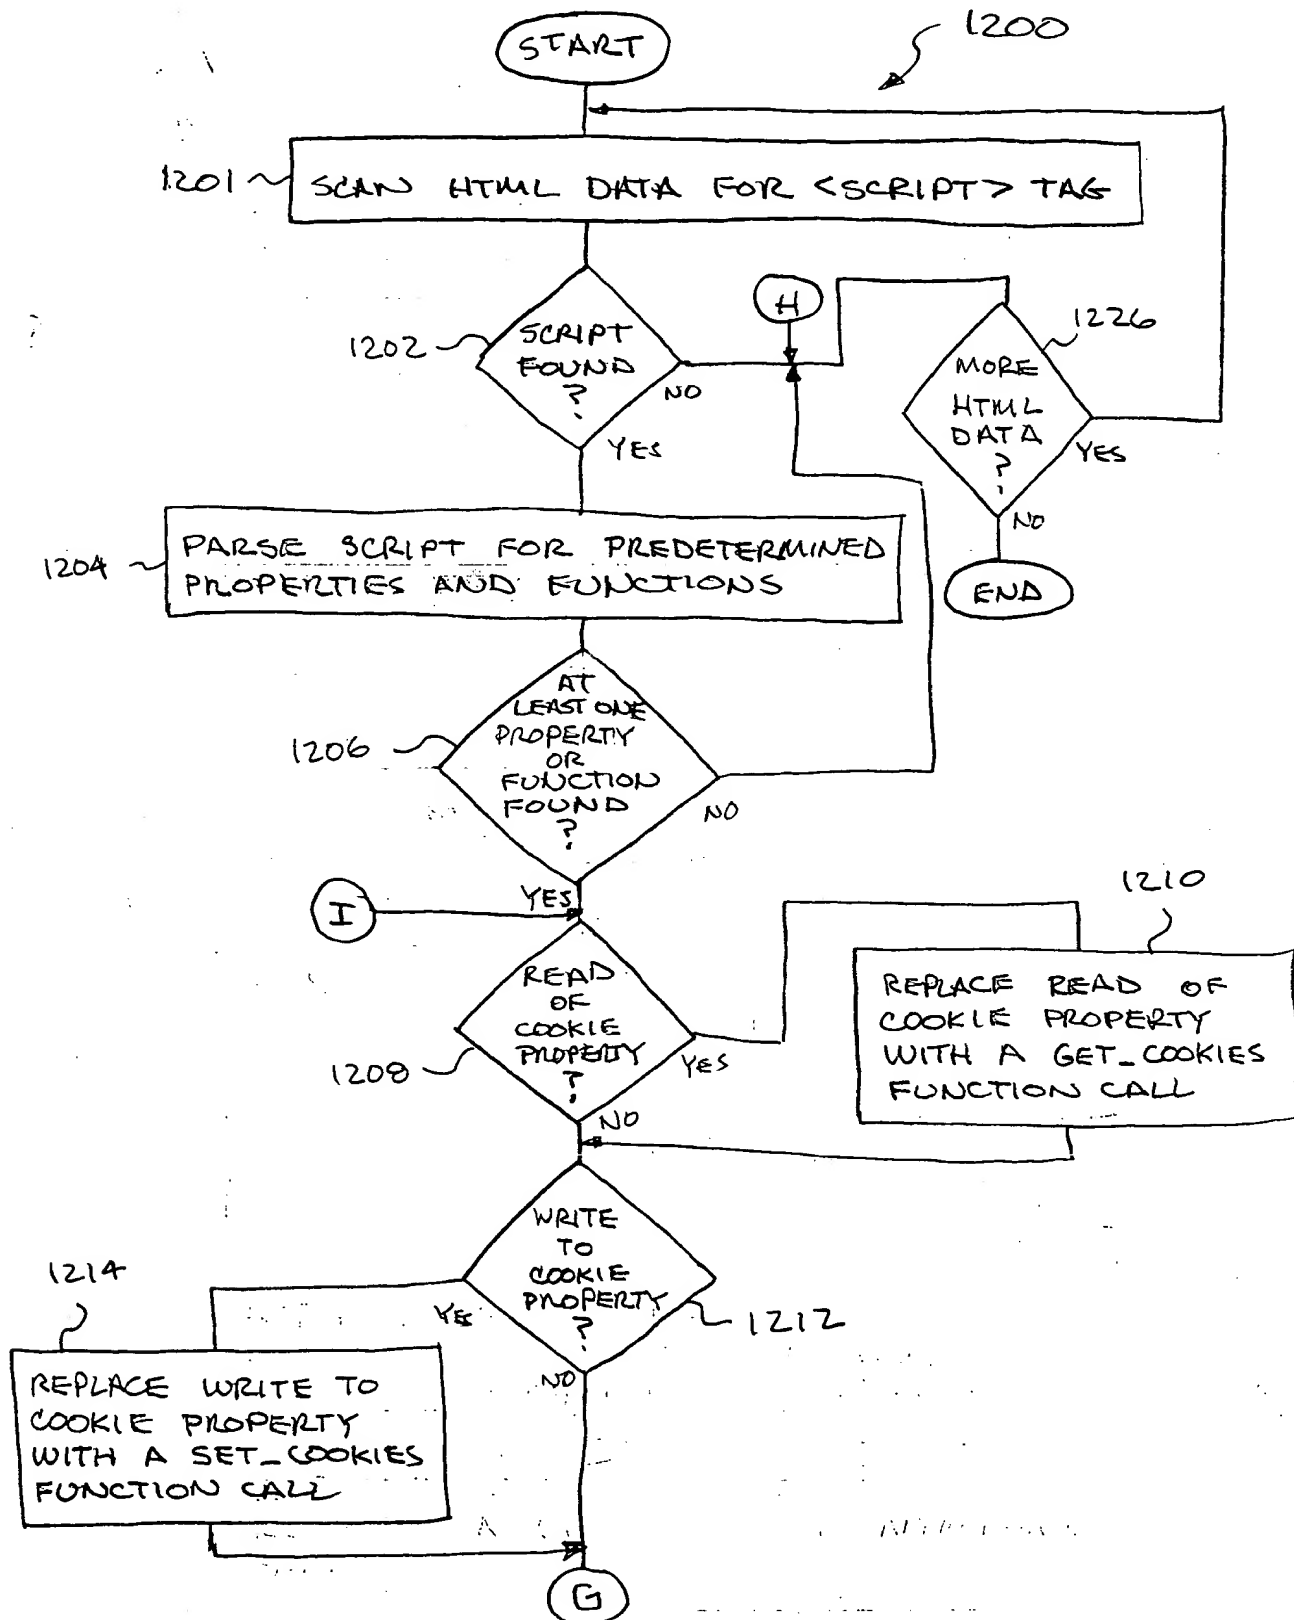 START
1200
1201
SCAN HTML DATA FOR <SCRIPT> TAG
H
1202
SCRIPT
FOUND
?
NO
YES
1226
MORE
HTML
DATA
?
YES
NO
END
1204
PARSE SCRIPT FOR PREDETERMINED
PROPERTIES AND FUNCTIONS
1206
AT
LEAST ONE
PROPERTY
OR
FUNCTION
FOUND
?
NO
YES
I
1208
READ
OF
COOKIE
PROPERTY
?
YES
NO
1210
REPLACE READ OF
COOKIE PROPERTY
WITH A GET_COOKIES
FUNCTION CALL
WRITE
TO
COOKIE
PROPERTY
?
1212
YES
NO
1214
REPLACE WRITE TO
COOKIE PROPERTY
WITH A SET_COOKIES
FUNCTION CALL
G